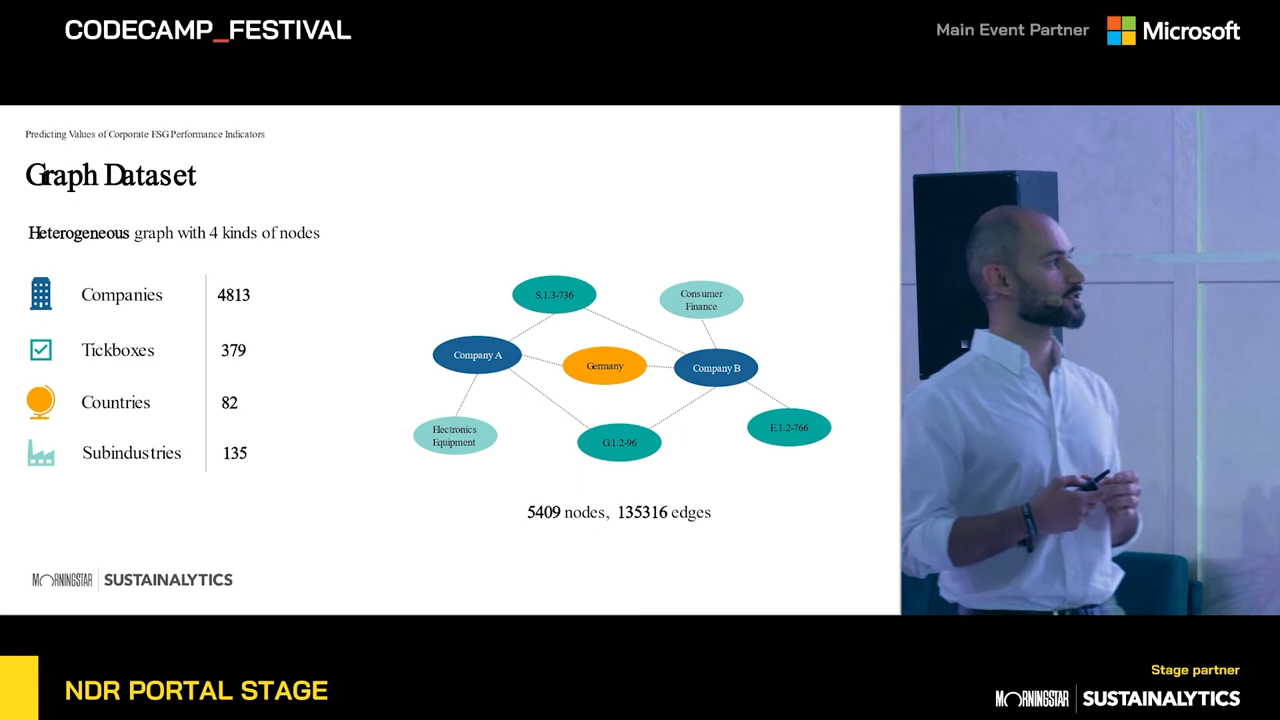 CODECAMP_FESTIVAL
Main Event Partner
Microsoft
Predicting Values of Corporate ESG Performance Indicators
Graph Dataset
Heterogeneous graph with 4 kinds of nodes
Companies 4813
Tickboxes 379
Countries 82
Subindustries 135
S.1.3-736
Consumer
Finance
Company A
Germany
Company B
Electronics
Equipment
G.1.2-96
E.1.2-766
5409 nodes, 135316 edges
MORNINGSTAR | SUSTAINALYTICS
NDR PORTAL STAGE
Stage partner
MORNINGSTAR | SUSTAINALYTICS